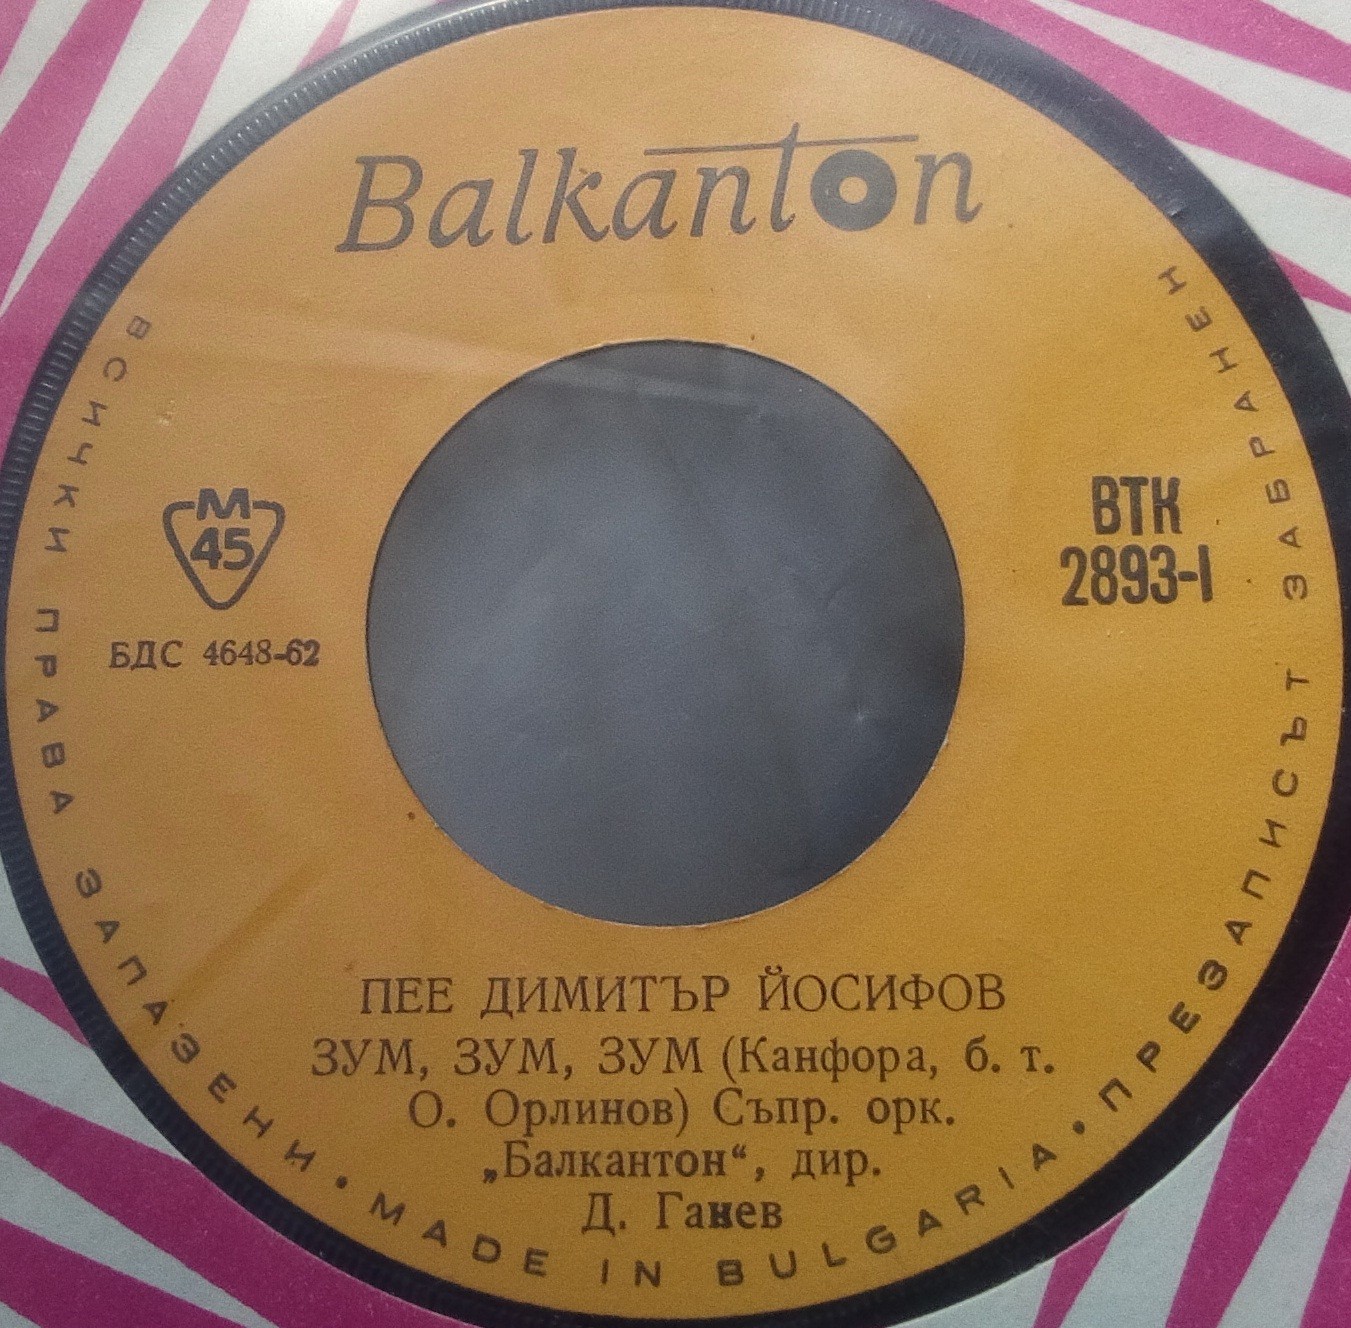 Balkanton
М
45
БДС 4648-62
ВТК
2893-I
ПЕЕ ДИМИТЪР ЙОСИФОВ
ЗУМ, ЗУМ, ЗУМ (Канфора, б. т.
О. Орлинов) Съпр. орк.
„Балкантон“, дир.
Д. Ганев
ВСИЧКИ ПРАВА ЗАПАЗЕНИ • MADE IN BULGARIA • ПРЕЗАПИСЪТ ЗАБРАНЕН